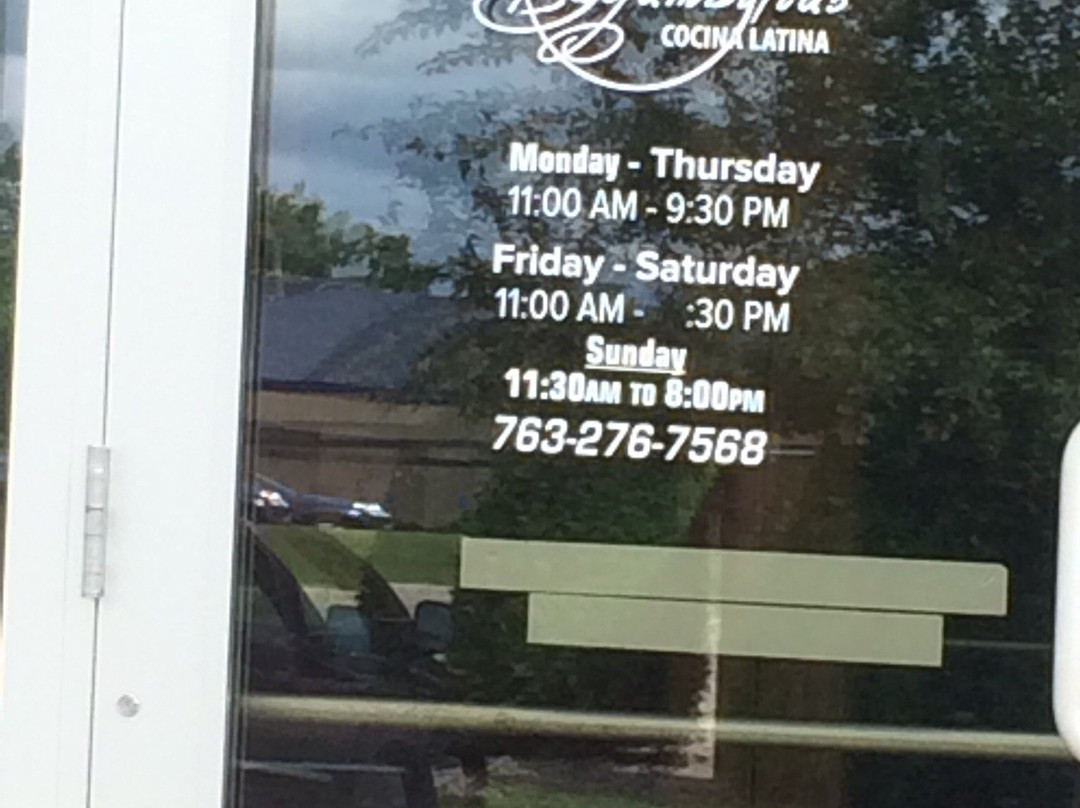 COCINA LATINA
Monday - Thursday
11:00 AM - 9:30 PM
Friday - Saturday
11:00 AM - :30 PM
Sunday
11:30AM TO 8:00PM
763-276-7568